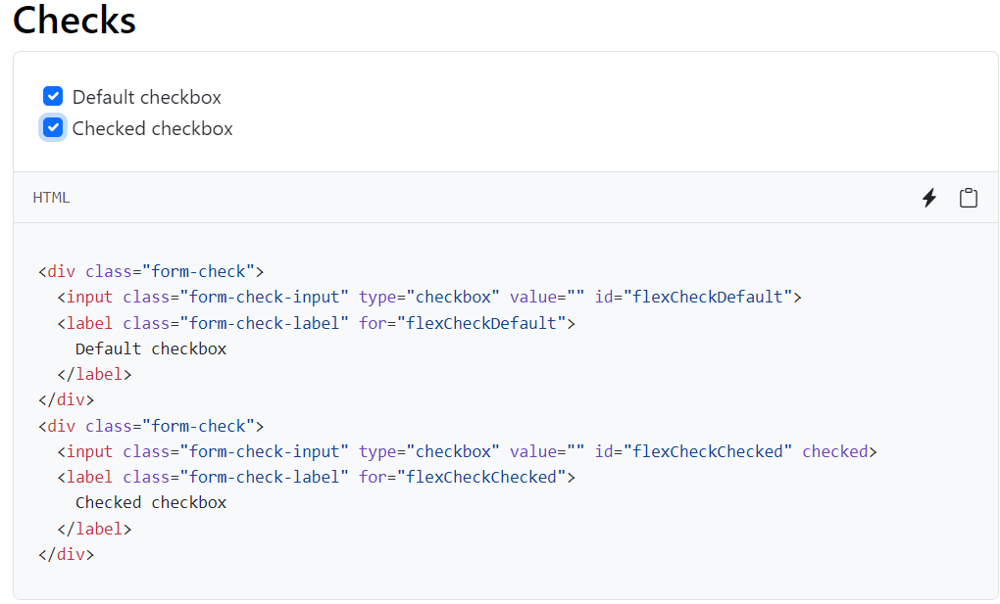 Checks
Default checkbox
Checked checkbox
HTML
<div class="form-check">
  <input class="form-check-input" type="checkbox" value="" id="flexCheckDefault">
  <label class="form-check-label" for="flexCheckDefault">
    Default checkbox
  </label>
</div>
<div class="form-check">
  <input class="form-check-input" type="checkbox" value="" id="flexCheckChecked" checked>
  <label class="form-check-label" for="flexCheckChecked">
    Checked checkbox
  </label>
</div>